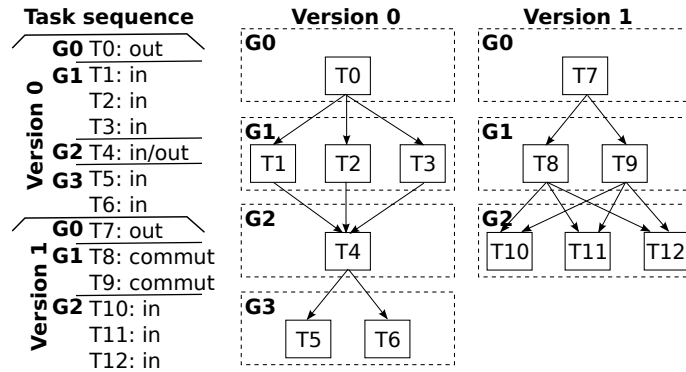 Task sequence
Version 0
G0 T0: out
G1 T1: in
T2: in
T3: in
G2 T4: in/out
G3 T5: in
T6: in
Version 1
G0 T7: out
G1 T8: commut
T9: commut
G2 T10: in
T11: in
T12: in
Version 0
G0
T0
G1
T1 T2 T3
G2
T4
G3
T5 T6
Version 1
G0
T7
G1
T8 T9
G2
T10 T11 T12